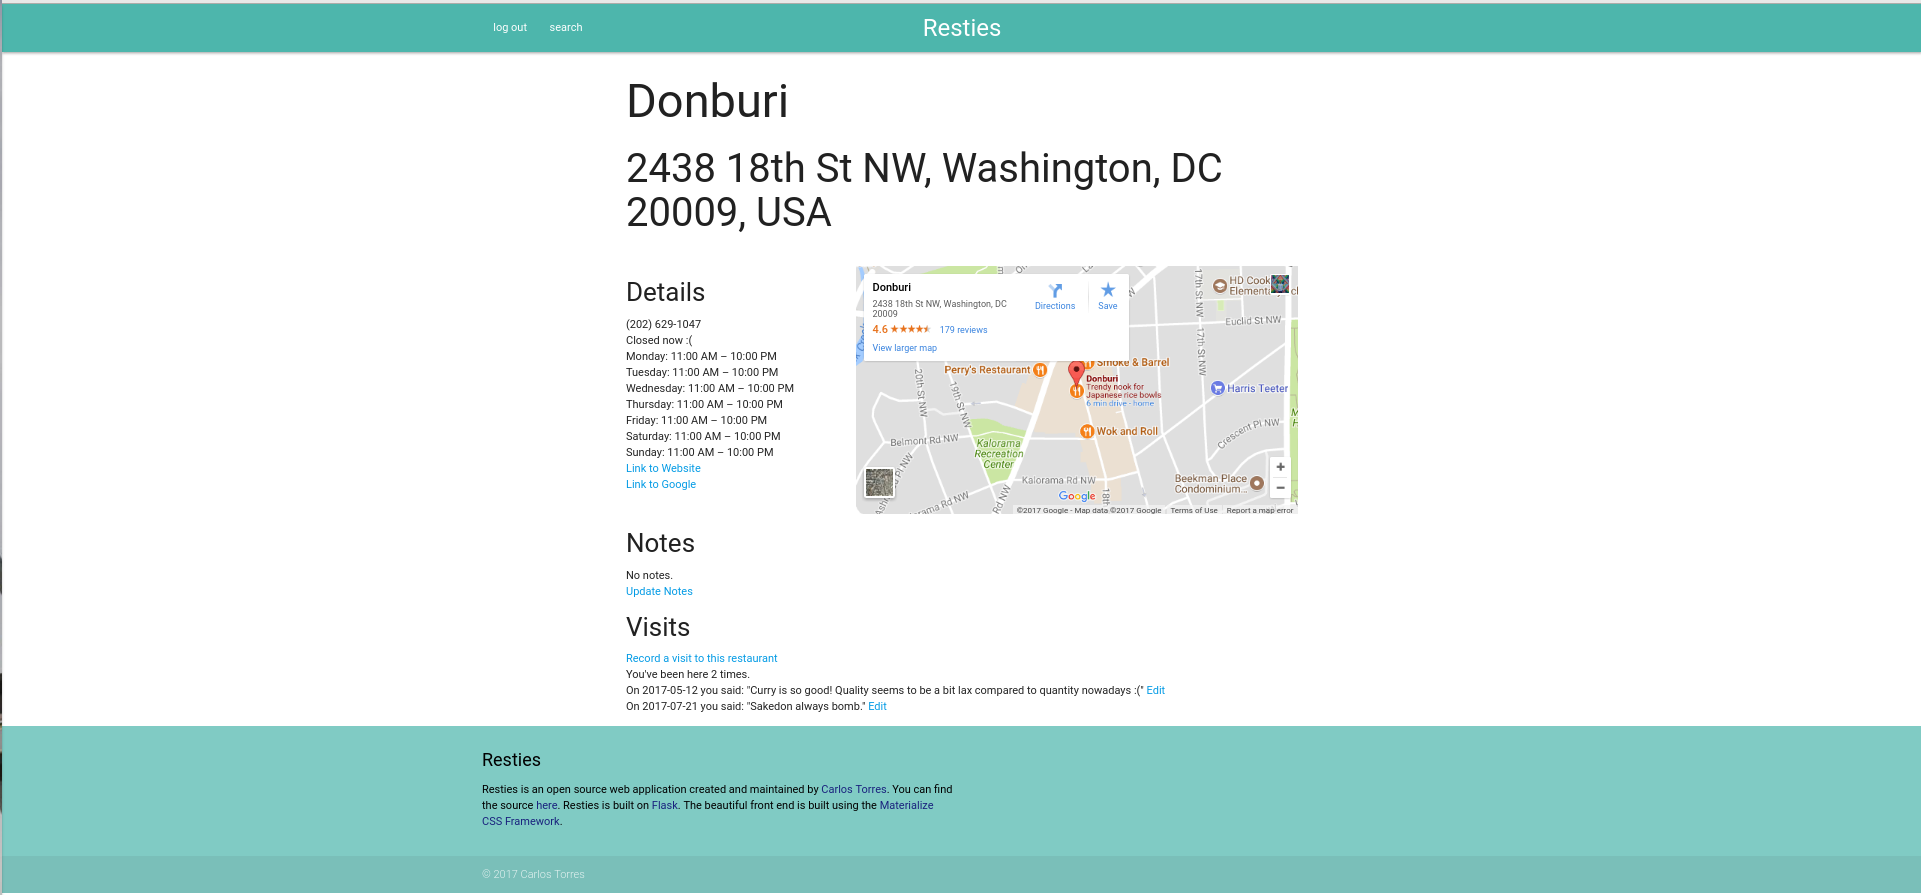 log out search Resties
Donburi
2438 18th St NW, Washington, DC
20009, USA
Details
(202) 629-1047
Closed now :(
Monday: 11:00 AM – 10:00 PM
Tuesday: 11:00 AM – 10:00 PM
Wednesday: 11:00 AM – 10:00 PM
Thursday: 11:00 AM – 10:00 PM
Friday: 11:00 AM – 10:00 PM
Saturday: 11:00 AM – 10:00 PM
Sunday: 11:00 AM – 10:00 PM
Link to Website
Link to Google
Donburi
2438 18th St NW, Washington, DC
20009
4.6 179 reviews
View larger map
Directions
Save
HD Cook
Euclid St NW
17th St NW
17th St NW
Smoke & Barrel
Perry's Restaurant
Donburi
Trendy nook for
Japanese rice bowls
6 min drive - home
Harris Teeter
20th St NW
19th St NW
Wok and Roll
Crescent Pl NW
Belmont Rd NW
Kalorama
Recreation
Center
Kalorama Rd NW
Beekman Place
Condominium...
+
−
Google
18th
Rd NW
©2017 Google - Map data ©2017 Google Terms of Use Report a map error
Notes
No notes.
Update Notes
Visits
Record a visit to this restaurant
You've been here 2 times.
On 2017-05-12 you said: "Curry is so good! Quality seems to be a bit lax compared to quantity nowadays :(" Edit
On 2017-07-21 you said: "Sakedon always bomb." Edit
Resties
Resties is an open source web application created and maintained by Carlos Torres. You can find
the source here. Resties is built on Flask. The beautiful front end is built using the Materialize
CSS Framework.
© 2017 Carlos Torres